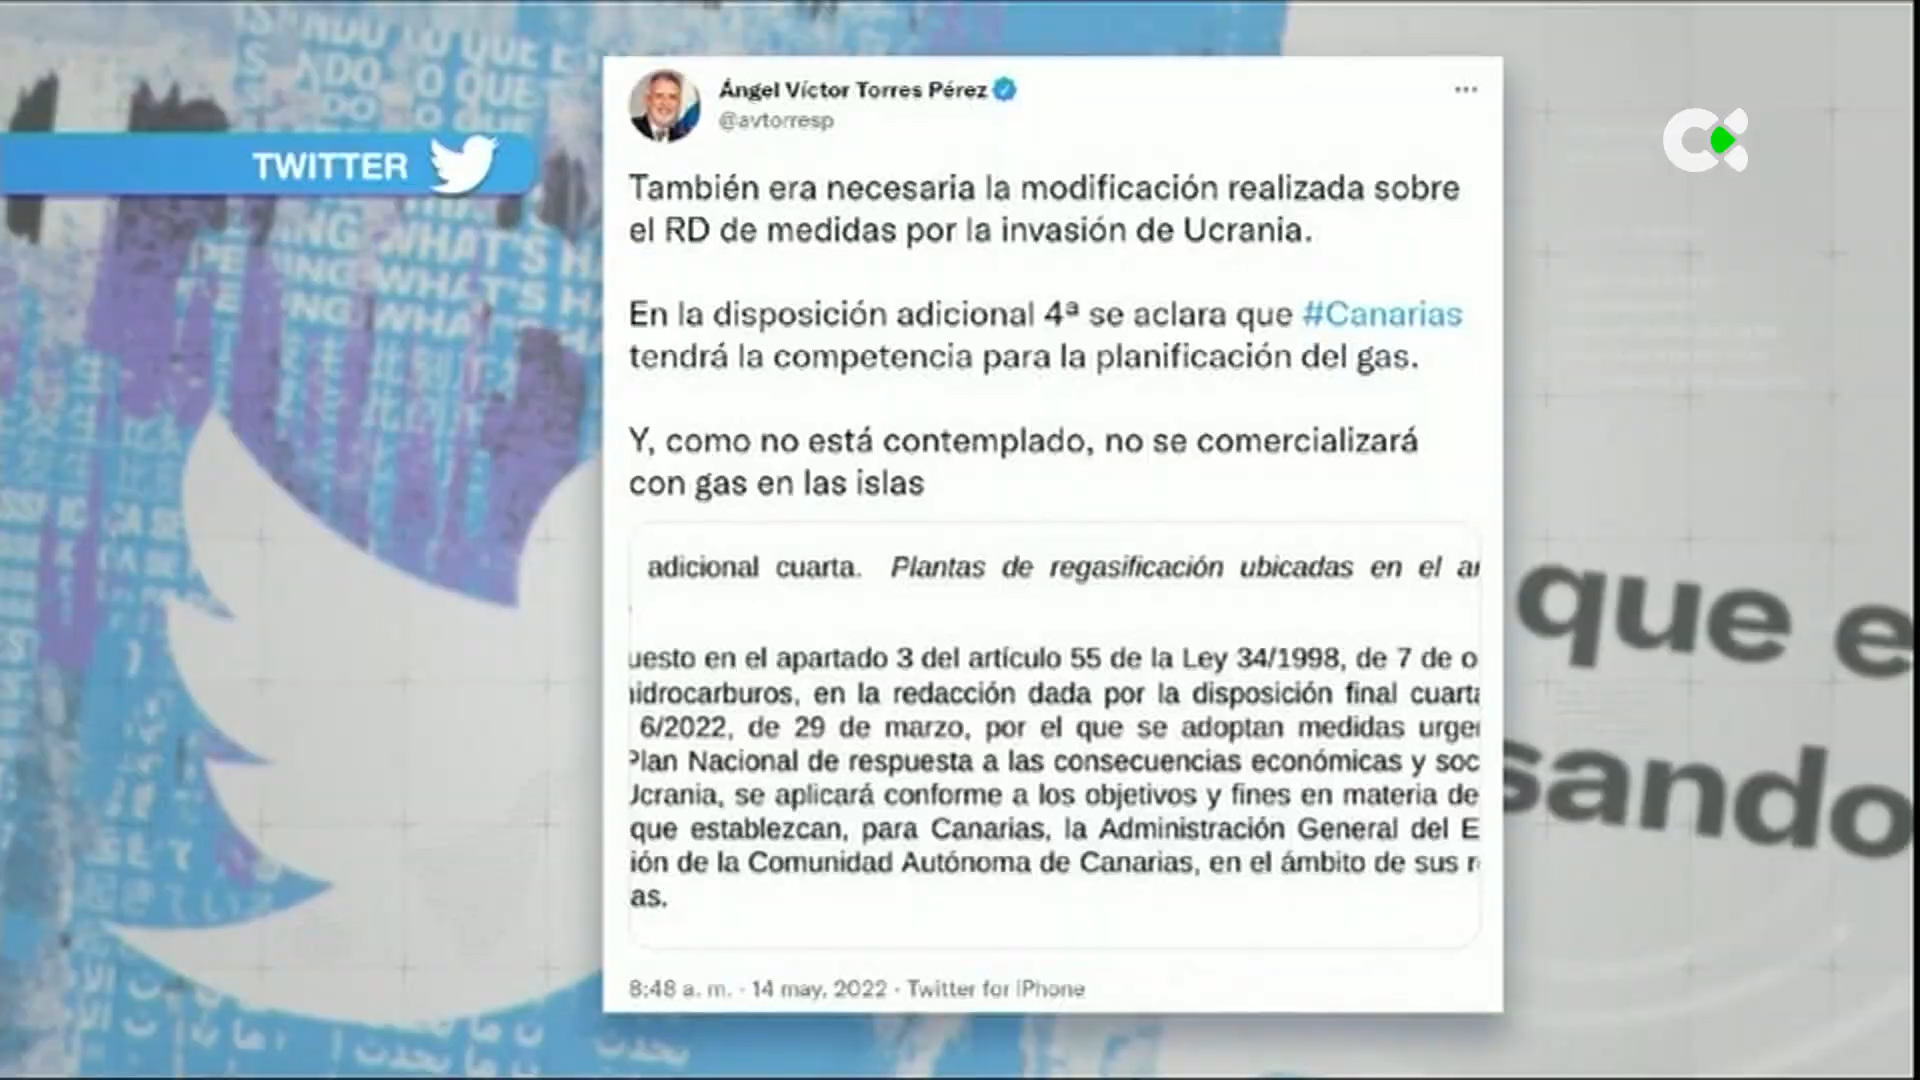 TWITTER
Ángel Víctor Torres Pérez
@avtorresp
También era necesaria la modificación realizada sobre
el RD de medidas por la invasión de Ucrania.
En la disposición adicional 4ª se aclara que #Canarias
tendrá la competencia para la planificación del gas.
Y, como no está contemplado, no se comercializará
con gas en las islas
adicional cuarta. Plantas de regasificación ubicadas en el ar
uesto en el apartado 3 del artículo 55 de la Ley 34/1998, de 7 de o
hidrocarburos, en la redacción dada por la disposición final cuarta
6/2022, de 29 de marzo, por el que se adoptan medidas urgen
Plan Nacional de respuesta a las consecuencias económicas y soc
Ucrania, se aplicará conforme a los objetivos y fines en materia de
que establezcan, para Canarias, la Administración General del E
ión de la Comunidad Autónoma de Canarias, en el ámbito de sus r
as.
8:48 a. m. · 14 may. 2022 · Twitter for iPhone
que e
sando